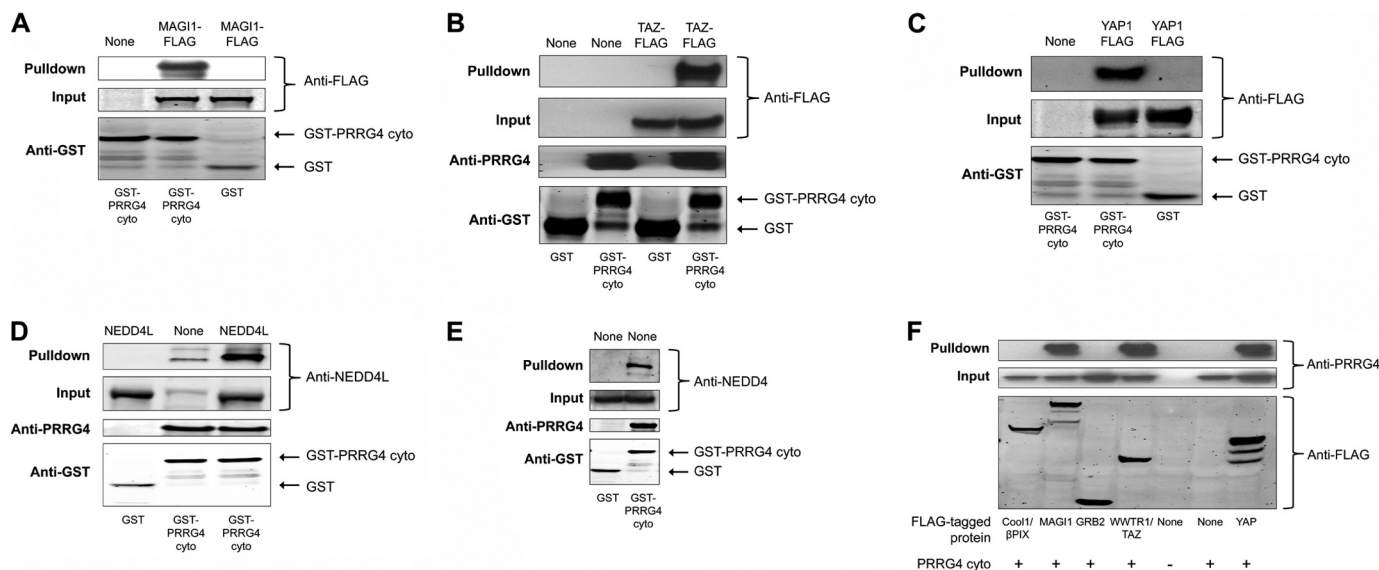 A
None
MAGI1-
FLAG
MAGI1-
FLAG
Pulldown
Input
Anti-FLAG
Anti-GST
GST-PRRG4 cyto
GST
GST-
PRRG4
cyto
GST-
PRRG4
cyto
GST
B
None
None
TAZ-
FLAG
TAZ-
FLAG
Pulldown
Input
Anti-FLAG
Anti-PRRG4
Anti-GST
GST-PRRG4 cyto
GST
GST
GST-
PRRG4
cyto
GST
GST-
PRRG4
cyto
C
None
YAP1
FLAG
YAP1
FLAG
Pulldown
Input
Anti-FLAG
Anti-GST
GST-PRRG4 cyto
GST
GST-
PRRG4
cyto
GST-
PRRG4
cyto
GST
D
NEDD4L
None
NEDD4L
Pulldown
Input
Anti-NEDD4L
Anti-PRRG4
Anti-GST
GST-PRRG4 cyto
GST
GST
GST-
PRRG4
cyto
GST-
PRRG4
cyto
E
None
None
Pulldown
Input
Anti-NEDD4
Anti-PRRG4
Anti-GST
GST-PRRG4 cyto
GST
GST
GST-
PRRG4
cyto
F
Pulldown
Input
Anti-PRRG4
Anti-FLAG
FLAG-tagged
protein
Cool1/
βPIX
MAGI1
GRB2
WWTR1/
TAZ
None
None
YAP
PRRG4 cyto + + + + - + +